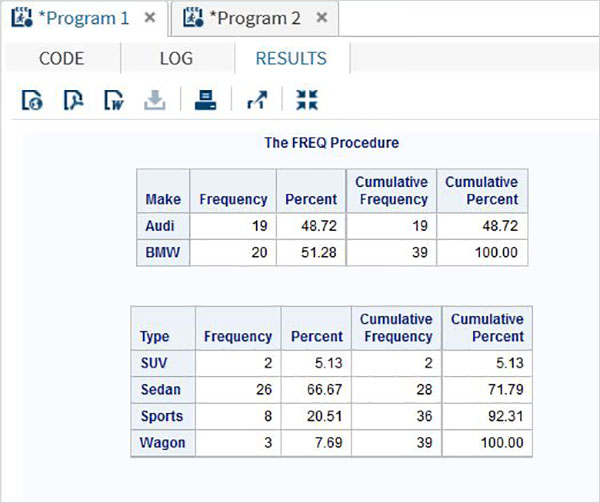 *Program 1 × *Program 2 ×
CODE LOG RESULTS
The FREQ Procedure
Make Frequency Percent Cumulative Frequency Cumulative Percent
Audi 19 48.72 19 48.72
BMW 20 51.28 39 100.00
Type Frequency Percent Cumulative Frequency Cumulative Percent
SUV 2 5.13 2 5.13
Sedan 26 66.67 28 71.79
Sports 8 20.51 36 92.31
Wagon 3 7.69 39 100.00